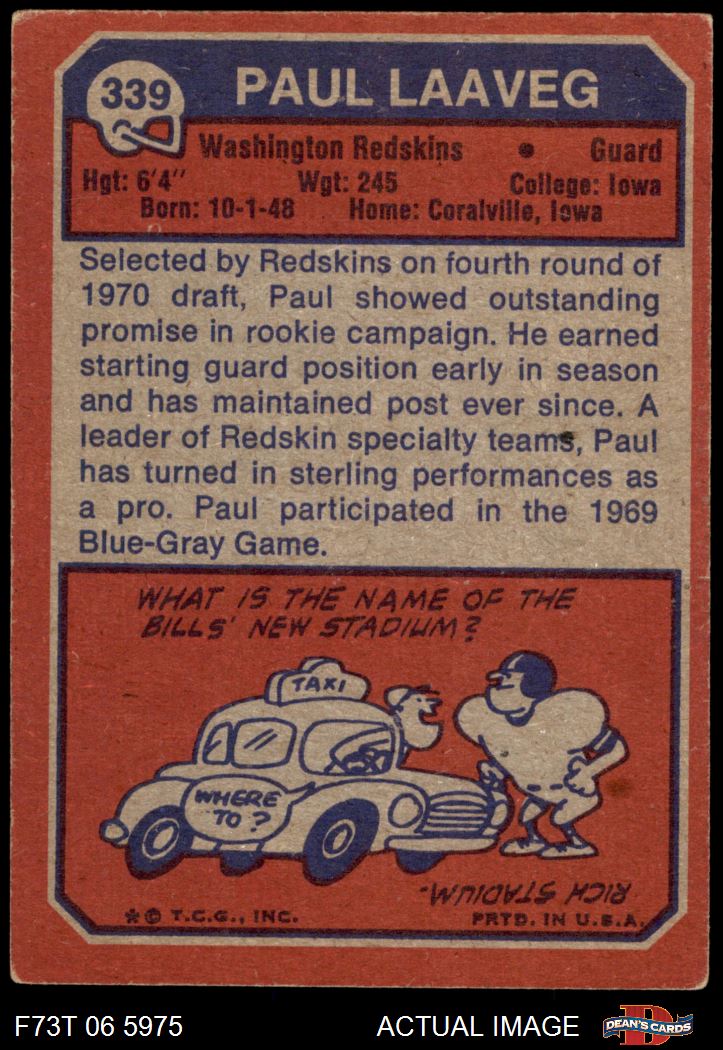 339
PAUL LAAVEG
Washington Redskins • Guard
Hgt: 6'4'' Wgt: 245 College: Iowa
Born: 10-1-48 Home: Coralville, Iowa
Selected by Redskins on fourth round of
1970 draft, Paul showed outstanding
promise in rookie campaign. He earned
starting guard position early in season
and has maintained post ever since. A
leader of Redskin specialty teams, Paul
has turned in sterling performances as
a pro. Paul participated in the 1969
Blue-Gray Game.
WHAT IS THE NAME OF THE
BILLS' NEW STADIUM?
TAXI
WHERE
TO?
RICH STADIUM.
*© T.C.G., INC. PRTD. IN U.S.A.
F73T 06 5975 ACTUAL IMAGE
D
DEAN'S CARDS